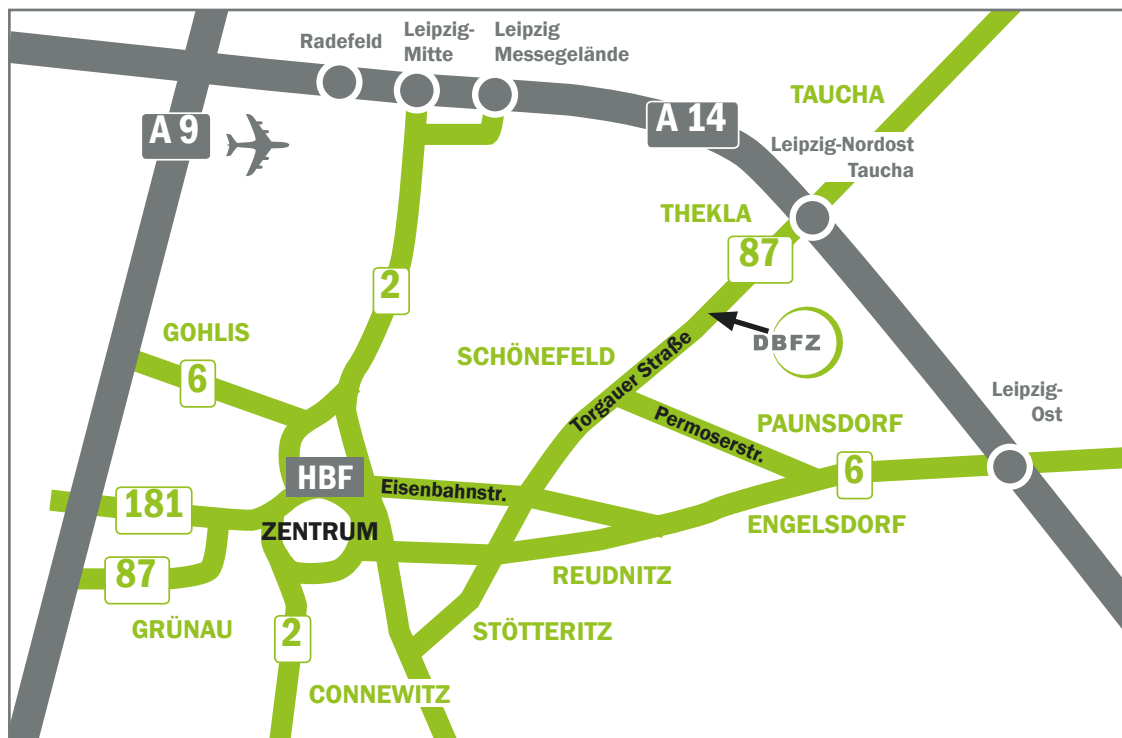 Radefeld
Leipzig-
Mitte
Leipzig
Messegelände
A 9
A 14
TAUCHA
Leipzig-Nordost
Taucha
THEKLA
87
2
GOHLIS
6
SCHÖNEFELD
Torgauer Straße
DBFZ
Leipzig-
Ost
Permoserstr.
PAUNSDORF
6
HBF
Eisenbahnstr.
181
ZENTRUM
ENGELSDORF
87
REUDNITZ
GRÜNAU
2
STÖTTERITZ
CONNEWITZ